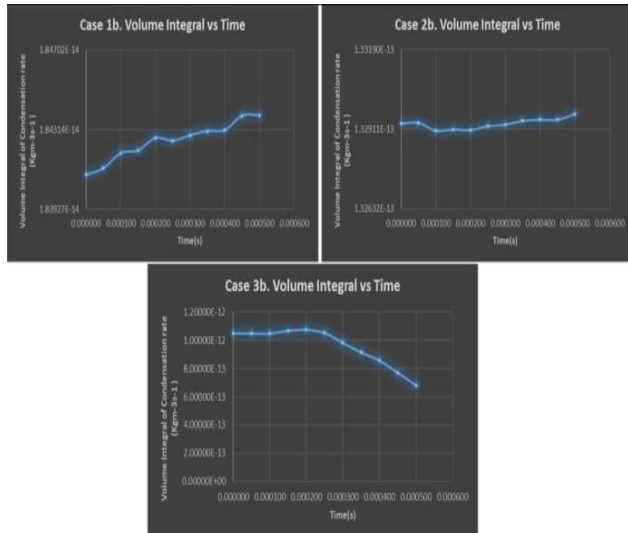 Case 1b. Volume Integral vs Time
Volume Integral of Condensation rate
(Kgm-3s-1 )
1.84702E-14
1.84314E-14
1.83927E-14
0.000000 0.000100 0.000200 0.000300 0.000400 0.000500 0.000600
Time(s)
Case 2b. Volume Integral vs Time
Volume Integral of Condensation rate
(Kgm-3s-1 )
1.33190E-13
1.32911E-13
1.32632E-13
0.000000 0.000100 0.000200 0.000300 0.000400 0.000500 0.000600
Time(s)
Case 3b. Volume Integral vs Time
Volume Integral of Condensation rate
(Kgm-3s-1 )
1.20000E-12
1.00000E-12
8.00000E-13
6.00000E-13
4.00000E-13
2.00000E-13
0.00000E+00
0.000000 0.000100 0.000200 0.000300 0.000400 0.000500 0.000600
Time(s)